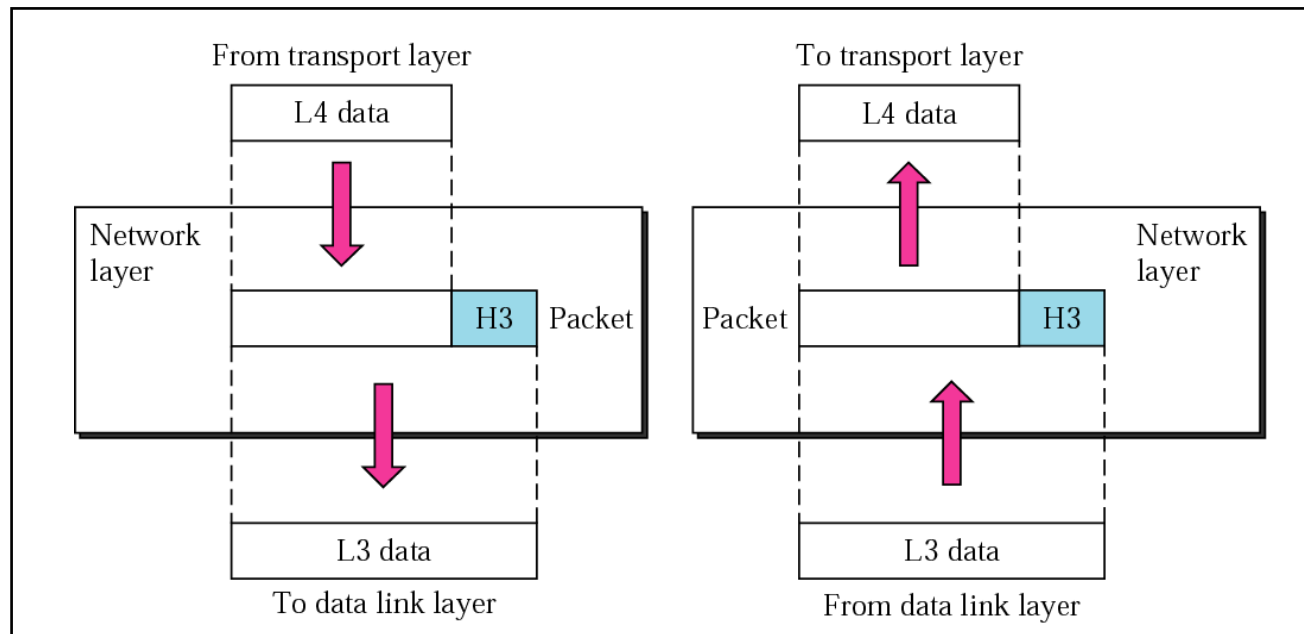 From transport layer
L4 data
Network
layer
H3
Packet
L3 data
To data link layer
To transport layer
L4 data
Network
layer
Packet
H3
L3 data
From data link layer